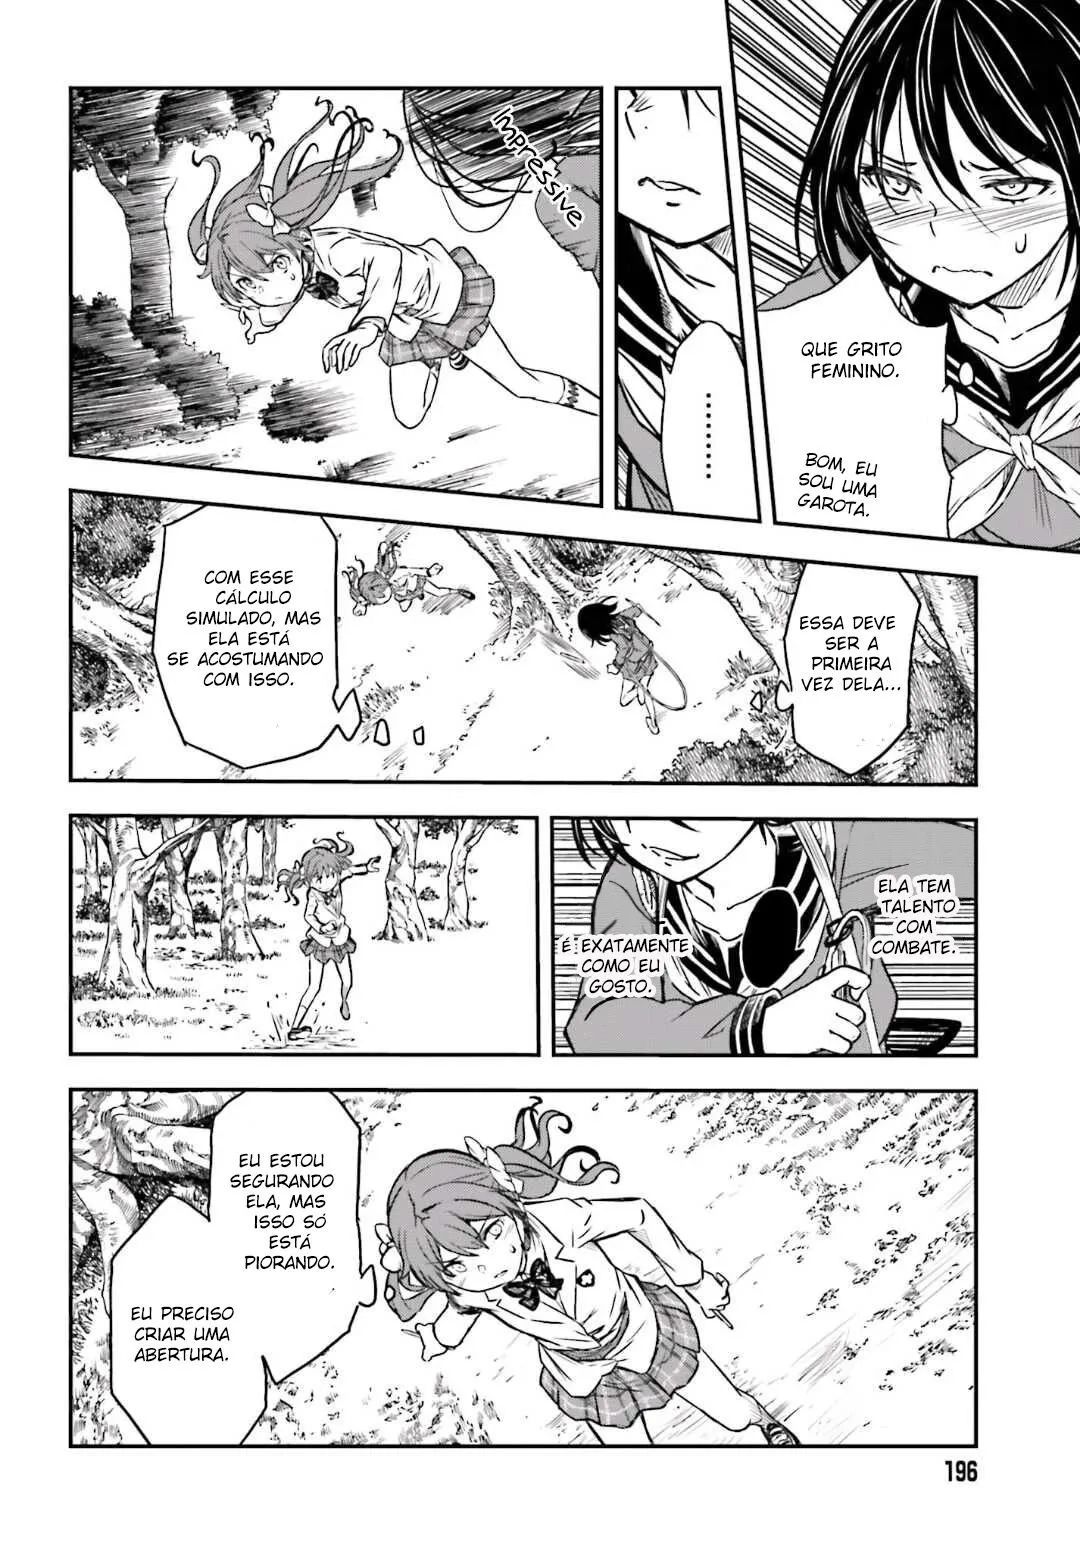 QUE GRITO
FEMININO.
BOM, EU
SOU UMA
GAROTA.
.........
Impressive
ESSA DEVE
SER A
PRIMEIRA
VEZ DELA...
COM ESSE
CÁLCULO
SIMULADO, MAS
ELA ESTÁ
SE ACOSTUMANDO
COM ISSO.
ELA TEM
TALENTO
COM
COMBATE.
É EXATAMENTE
COMO EU
GOSTO.
EU ESTOU
SEGURANDO
ELA, MAS
ISSO SÓ
ESTÁ
PIORANDO.
EU PRECISO
CRIAR UMA
ABERTURA.
196